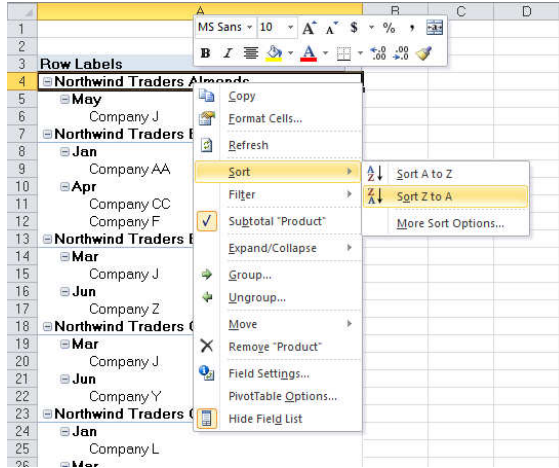 A B C D
MS Sans 10 A A $ % ,
B I A .00 .00
1
2
3 Row Labels
4 Northwind Traders Almonds
5 May
6 Company J
7 Northwind Traders
8 Jan
9 Company AA
10 Apr
11 Company CC
12 Company F
13 Northwind Traders
14 Mar
15 Company J
16 Jun
17 Company Z
18 Northwind Traders
19 Mar
20 Company J
21 Jun
22 Company Y
23 Northwind Traders
24 Jan
25 Company L
26 Mar
Copy
Format Cells...
Refresh
Sort
Filter
Subtotal "Product"
Expand/Collapse
Group...
Ungroup...
Move
Remove "Product"
Field Settings...
PivotTable Options...
Hide Field List
Sort A to Z
Sort Z to A
More Sort Options...